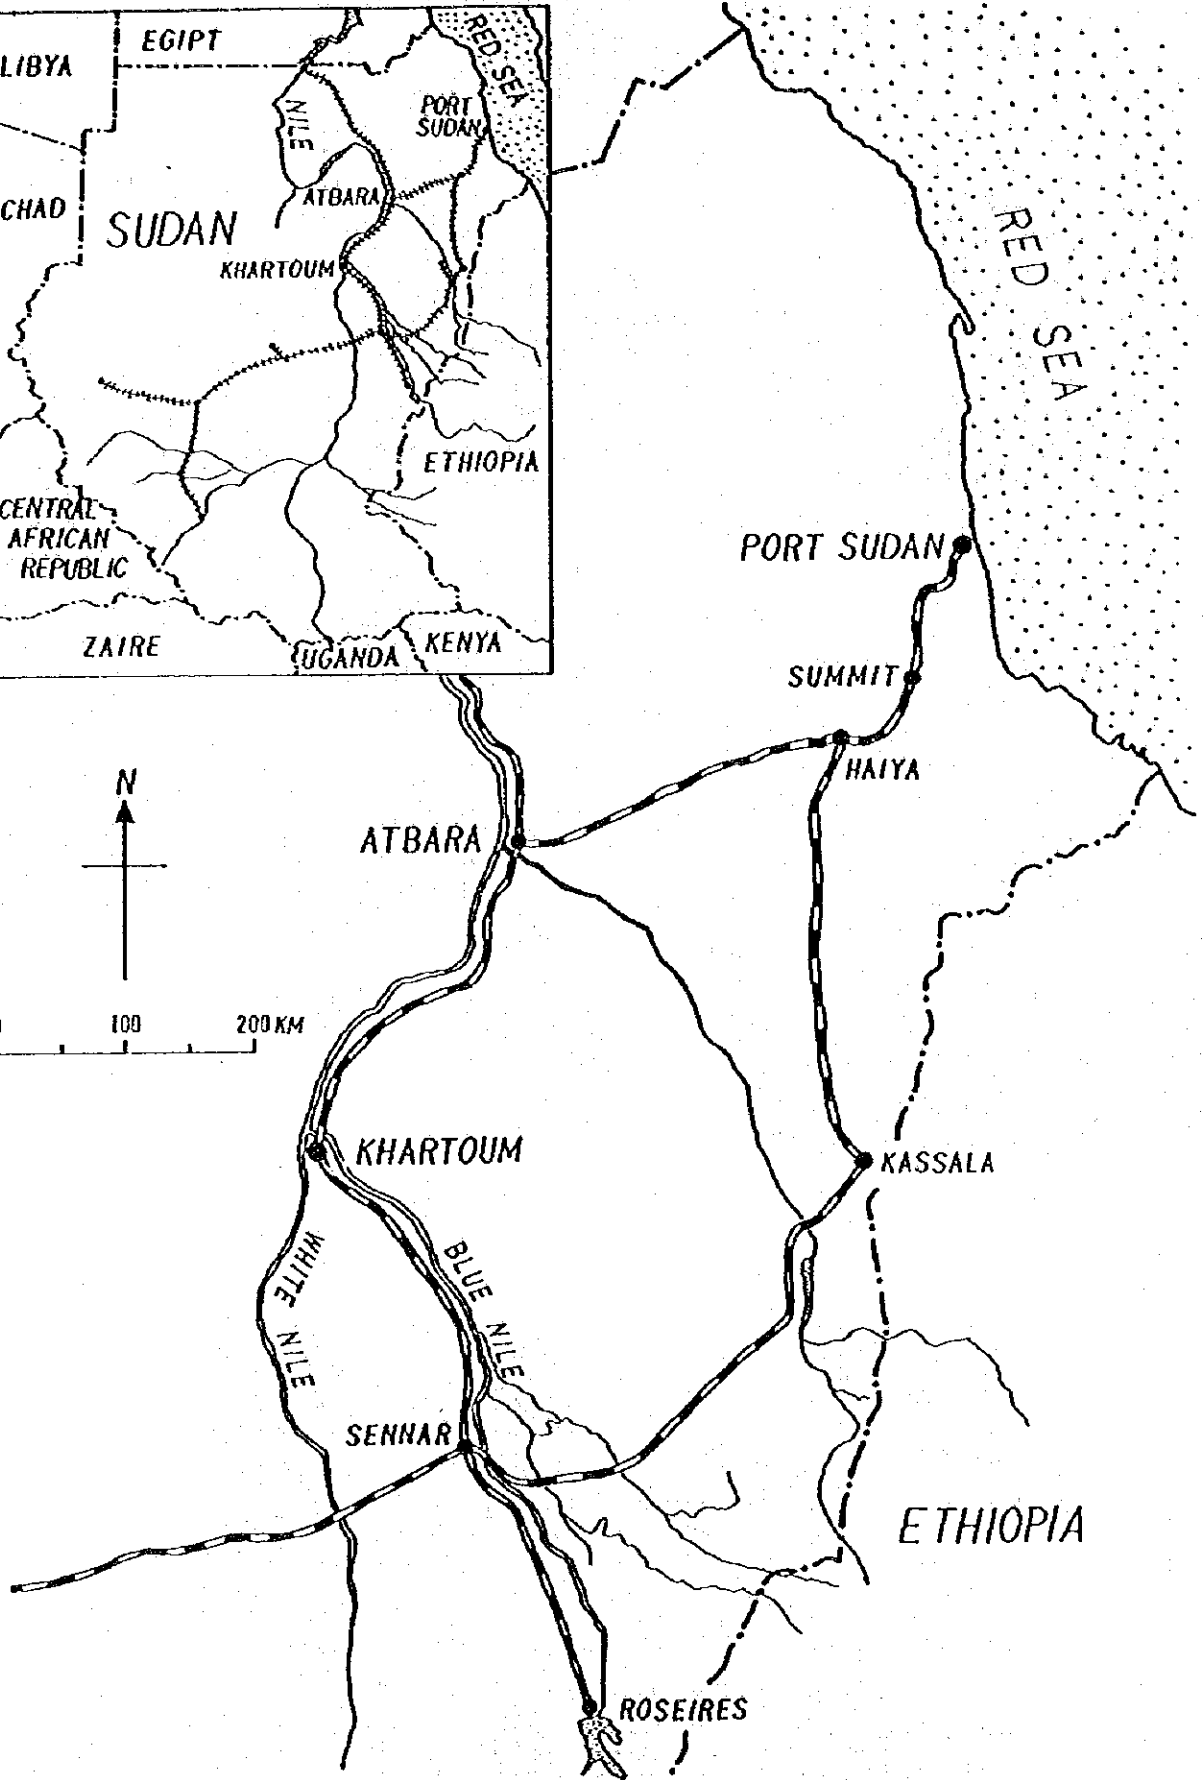 LIBYA
EGIPT
RED SEA
NILE
PORT
SUDAN
CHAD
SUDAN
ATBARA
KHARTOUM
ETHIOPIA
CENTRAL
AFRICAN
REPUBLIC
ZAIRE
UGANDA
KENYA
RED SEA
PORT SUDAN
SUMMIT
HAIYA
N
ATBARA
100
200 KM
KHARTOUM
KASSALA
WHITE NILE
BLUE NILE
SENNAR
ETHIOPIA
ROSEIRES